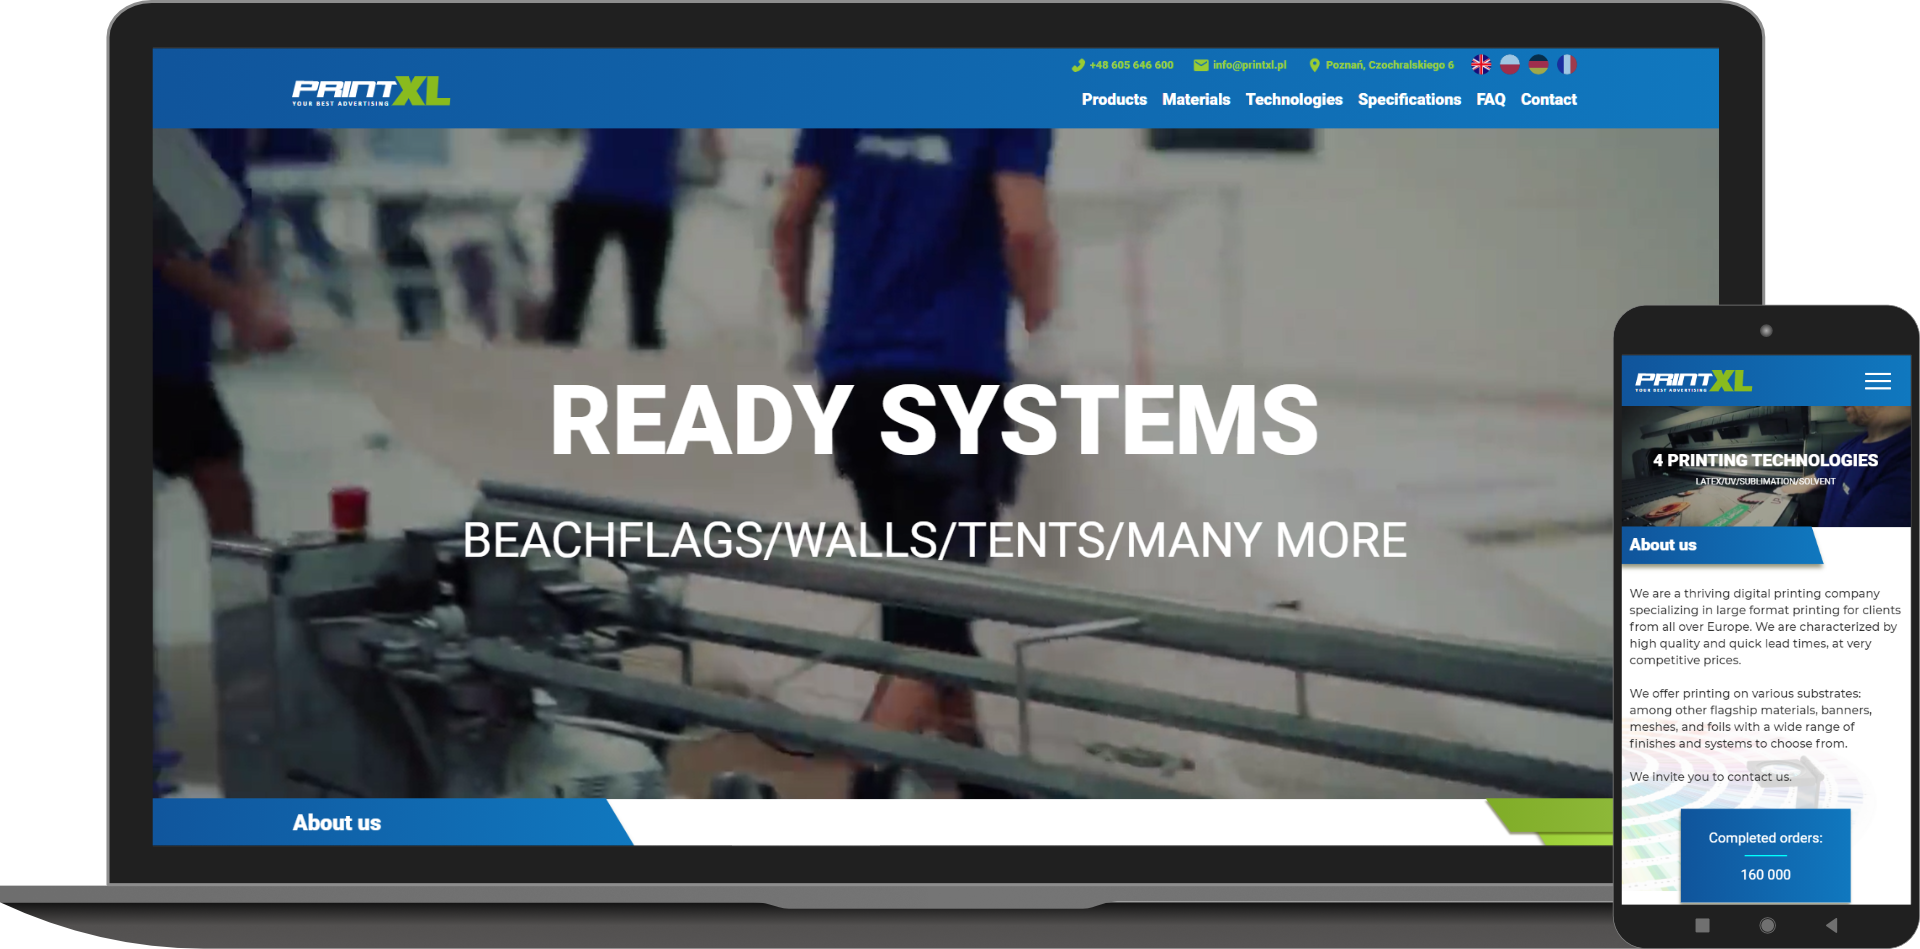 PRINTXL
YOUR BEST ADVERTISING
+48 605 646 600 info@printxl.pl Poznań, Czochralskiego 6
Products Materials Technologies Specifications FAQ Contact
READY SYSTEMS
BEACHFLAGS/WALLS/TENTS/MANY MORE
About us
PRINTXL
YOUR BEST ADVERTISING
4 PRINTING TECHNOLOGIES
LATEX/UV/SUBLIMATION/SOLVENT
About us
We are a thriving digital printing company
specializing in large format printing for clients
from all over Europe. We are characterized by
high quality and quick lead times, at very
competitive prices.
We offer printing on various substrates:
among other flagship materials, banners,
meshes, and foils with a wide range of
finishes and systems to choose from.
We invite you to contact us.
Completed orders:
160 000